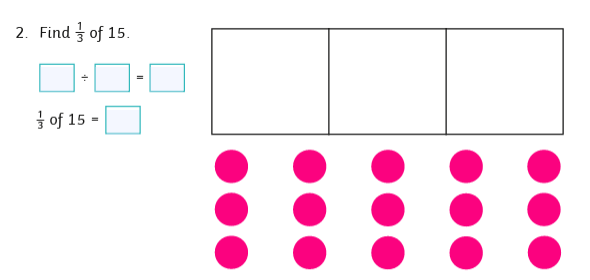 2. Find 1/3 of 15.
÷ =
1/3 of 15 =